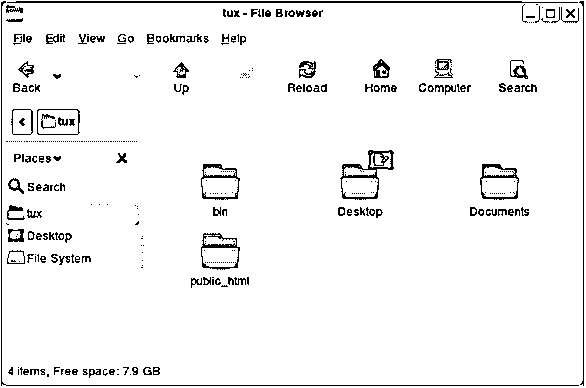 tux - File Browser
File Edit View Go Bookmarks Help
Back Up Reload Home Computer Search
tux
Places
Search
tux
Desktop
File System
bin Desktop Documents
public_html
4 items, Free space: 7.9 GB